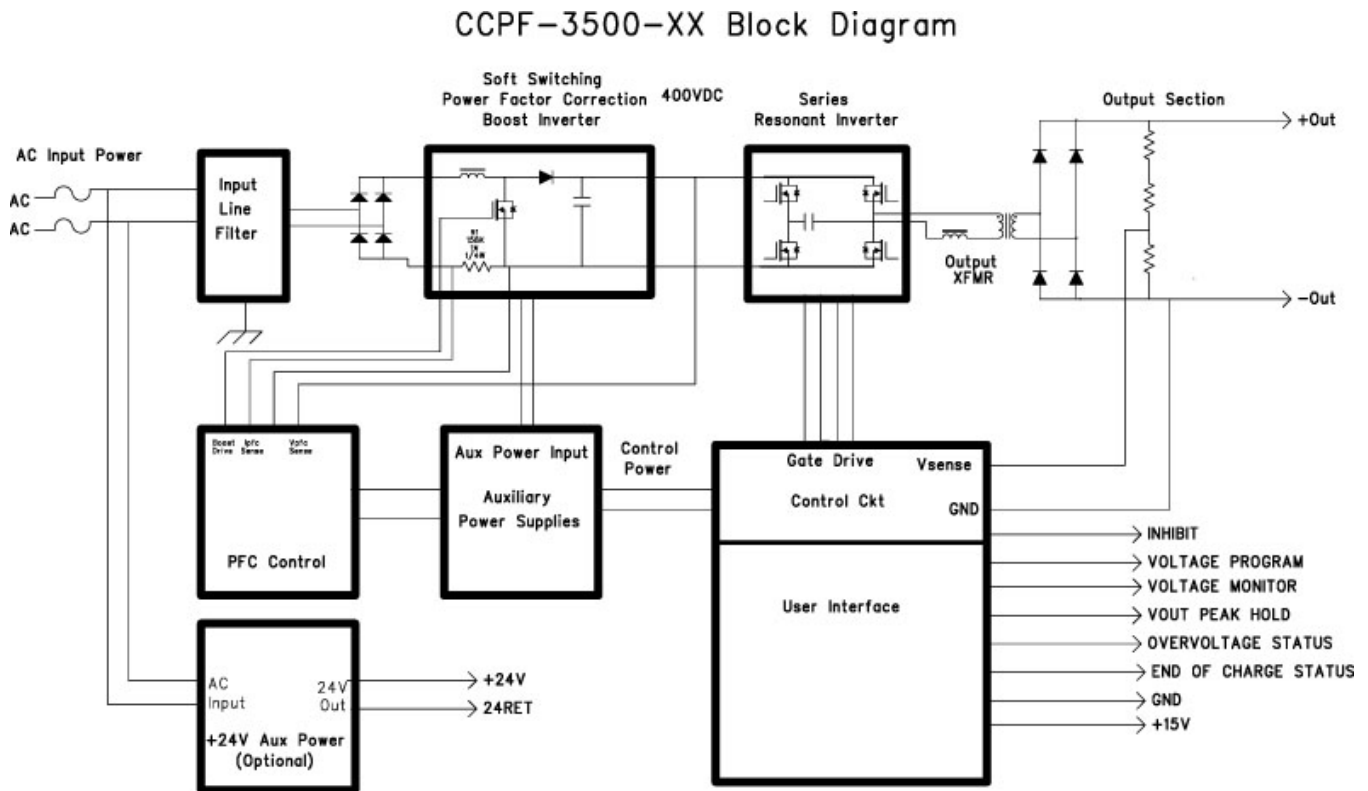 CCPF-3500-XX Block Diagram
Soft Switching
Power Factor Correction
Boost Inverter
400VDC
Series
Resonant Inverter
Output Section
+Out
AC Input Power
AC
AC
Input
Line
Filter
R1
1/4W
Output
XFMR
-Out
Boost
Drive
Ipfc
Sense
Vpfc
Sense
PFC Control
Aux Power Input
Auxiliary
Power Supplies
Control
Power
Gate Drive
Vsense
Control Ckt
GND
User Interface
INHIBIT
VOLTAGE PROGRAM
VOLTAGE MONITOR
VOUT PEAK HOLD
OVERVOLTAGE STATUS
END OF CHARGE STATUS
GND
+15V
AC
Input
24V
Out
+24V
24RET
+24V Aux Power
(Optional)